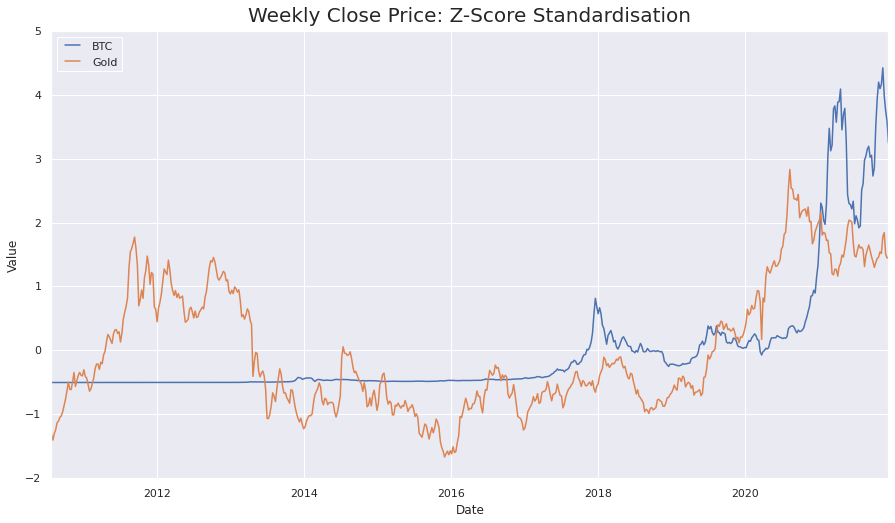 Weekly Close Price: Z-Score Standardisation
BTC
Gold
5
4
3
2
1
0
−1
−2
Value
2012
2014
2016
2018
2020
Date